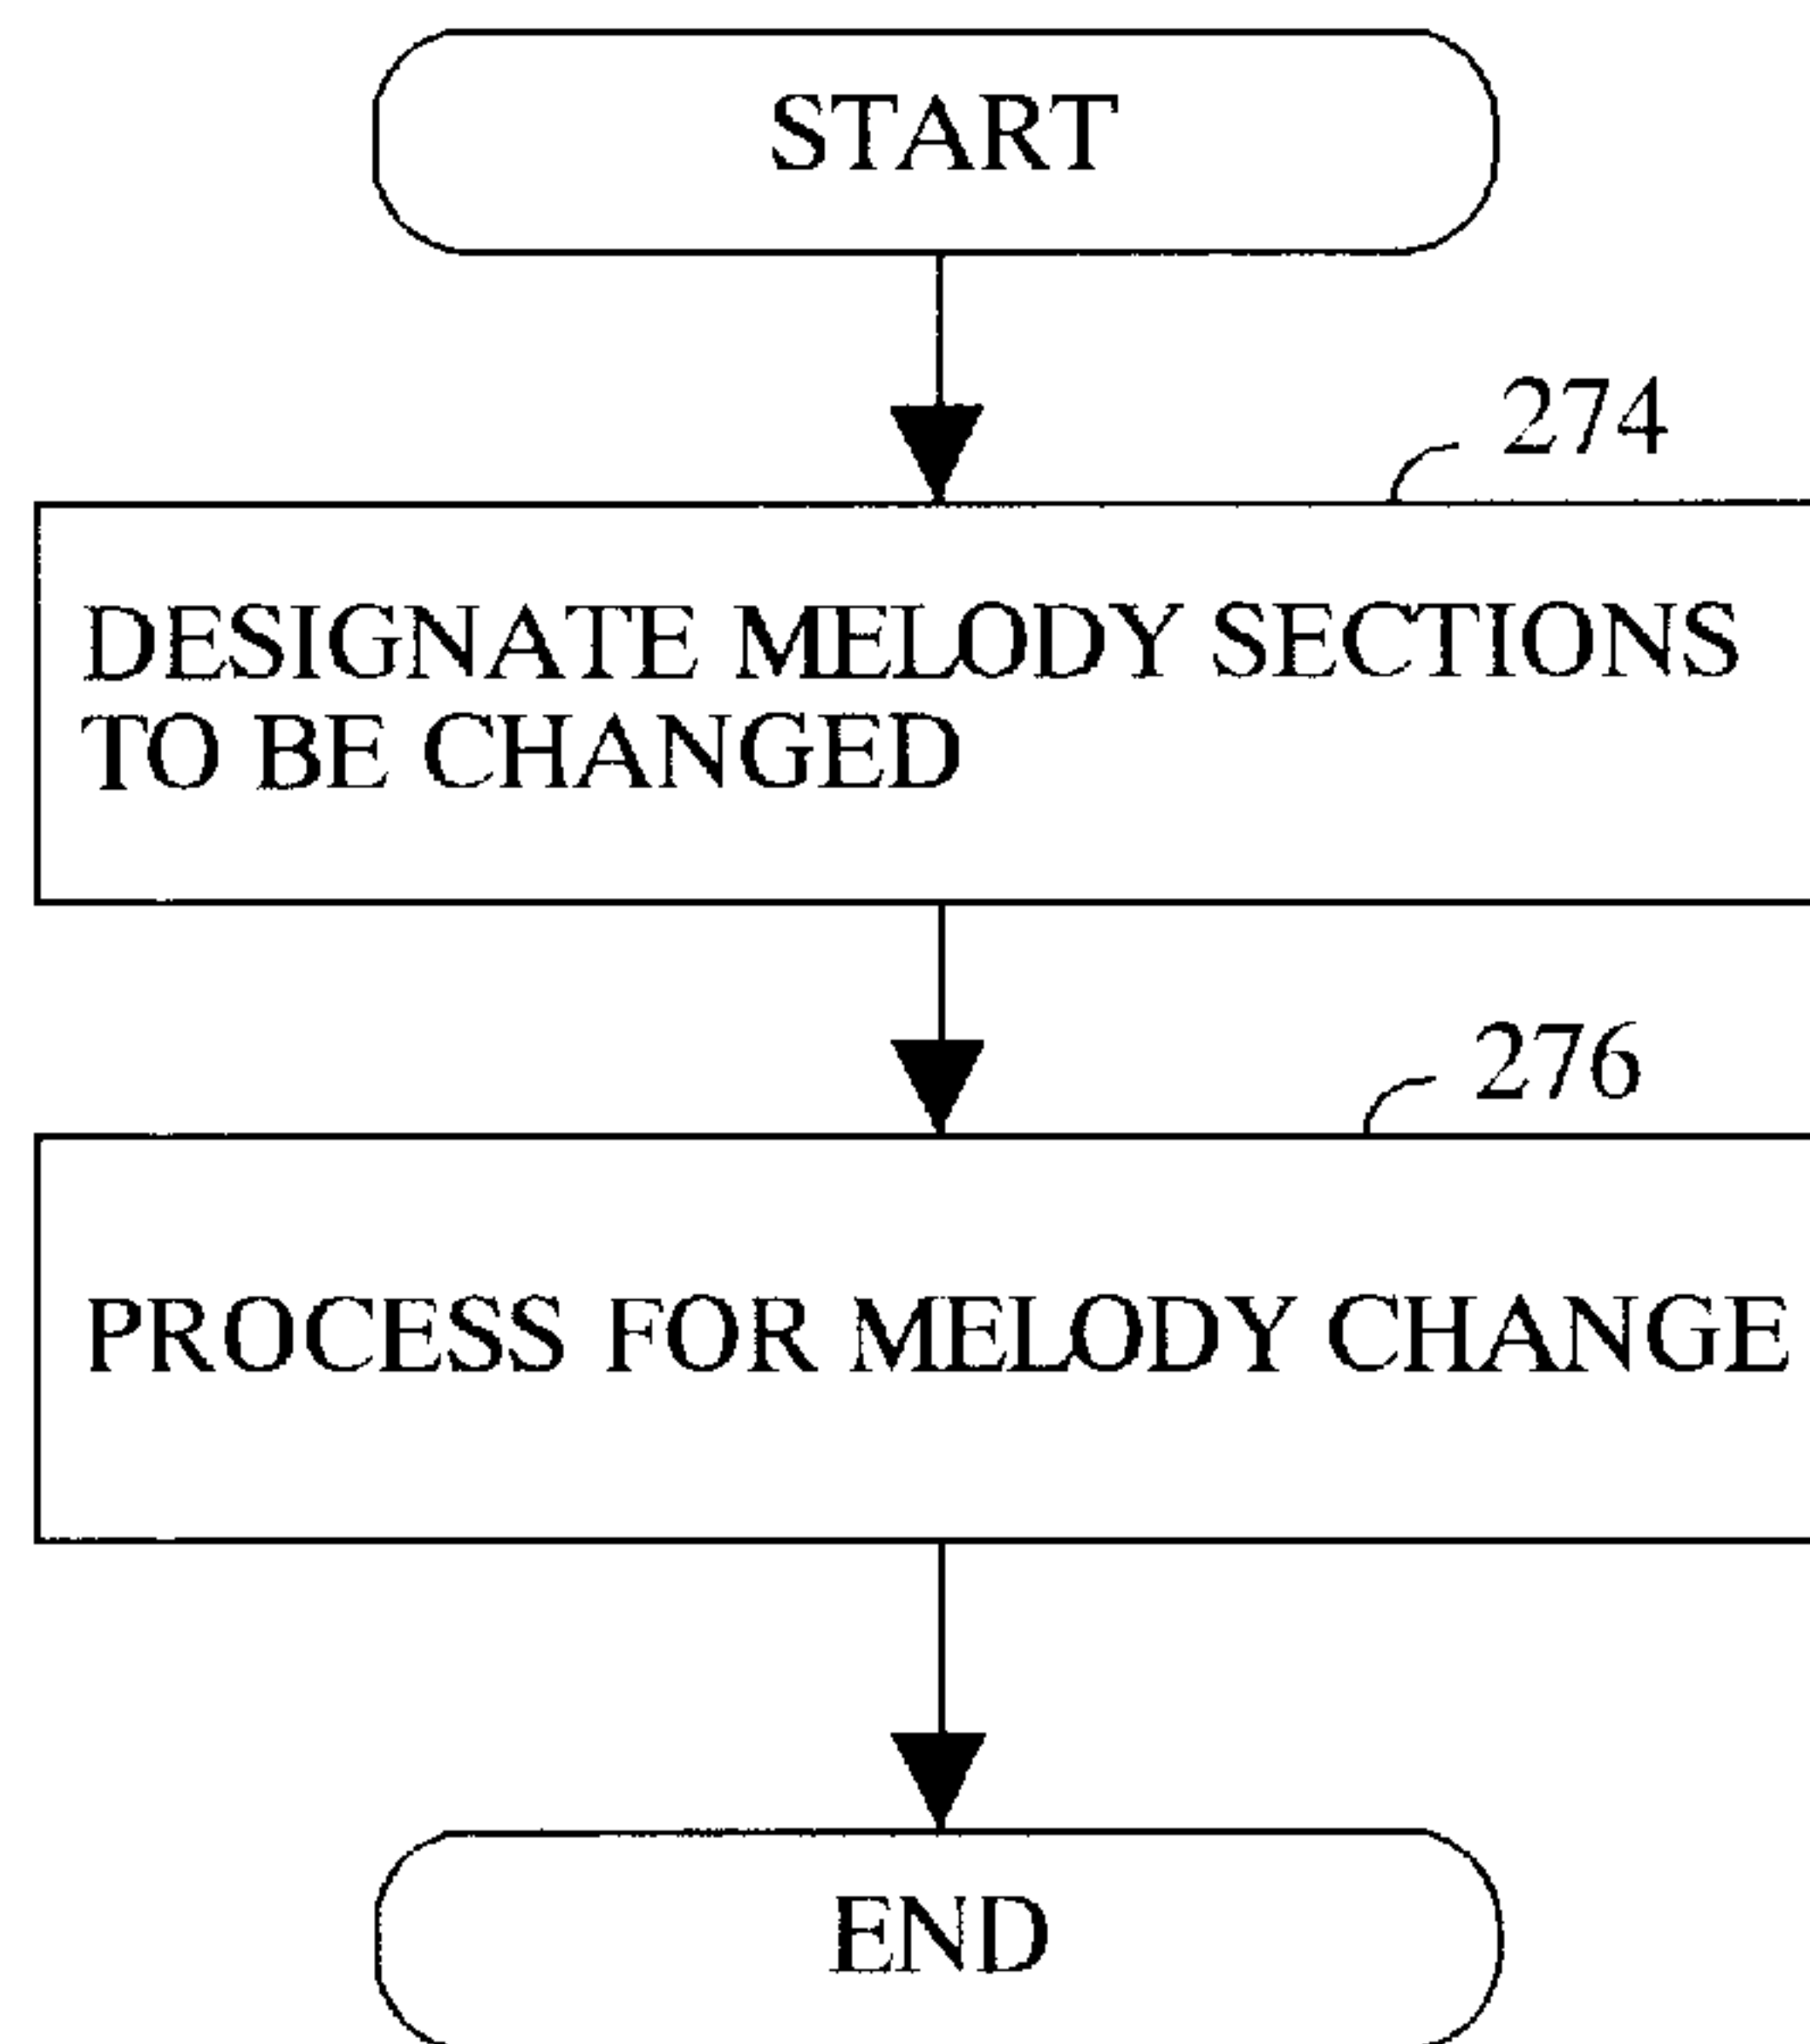 START
274
DESIGNATE MELODY SECTIONS
TO BE CHANGED
276
PROCESS FOR MELODY CHANGE
END